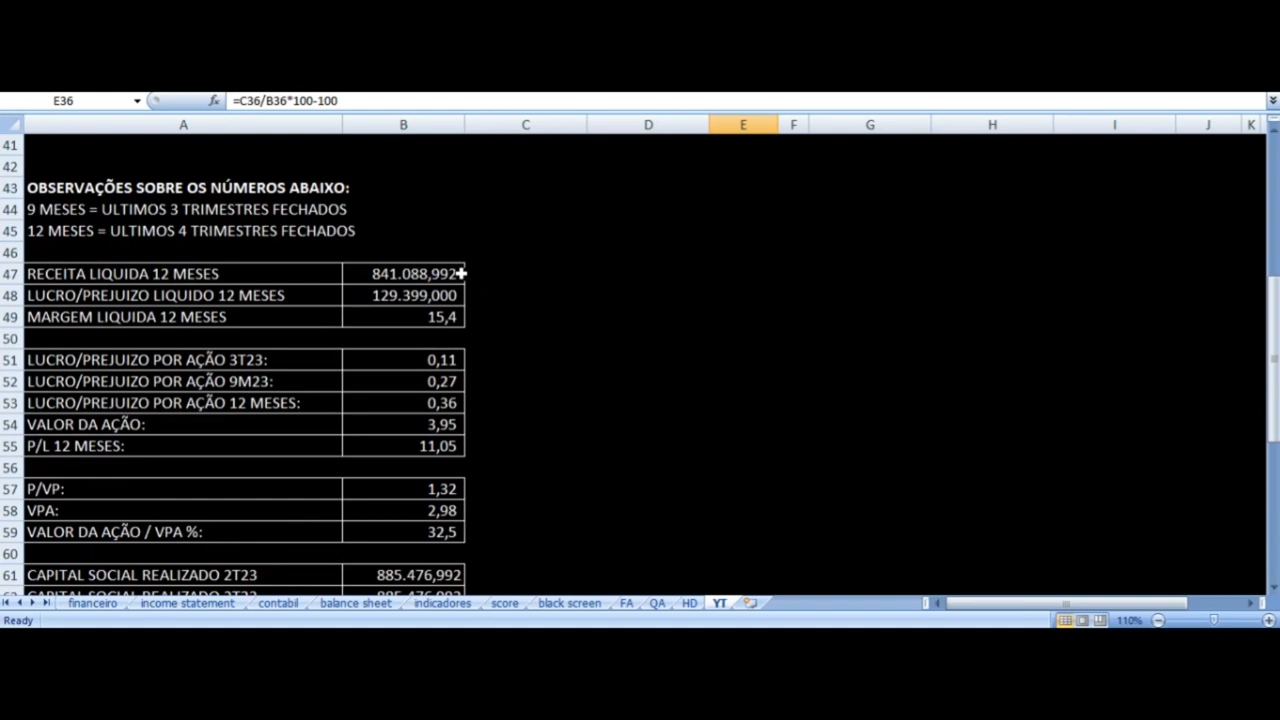 E36 fx =C36/B36*100-100
A B C D E F G H I J K
41
42
43 OBSERVAÇÕES SOBRE OS NÚMEROS ABAIXO:
44 9 MESES = ULTIMOS 3 TRIMESTRES FECHADOS
45 12 MESES = ULTIMOS 4 TRIMESTRES FECHADOS
46
47 RECEITA LIQUIDA 12 MESES 841.088,992
48 LUCRO/PREJUIZO LIQUIDO 12 MESES 129.399,000
49 MARGEM LIQUIDA 12 MESES 15,4
50
51 LUCRO/PREJUIZO POR AÇÃO 3T23: 0,11
52 LUCRO/PREJUIZO POR AÇÃO 9M23: 0,27
53 LUCRO/PREJUIZO POR AÇÃO 12 MESES: 0,36
54 VALOR DA AÇÃO: 3,95
55 P/L 12 MESES: 11,05
56
57 P/VP: 1,32
58 VPA: 2,98
59 VALOR DA AÇÃO / VPA %: 32,5
60
61 CAPITAL SOCIAL REALIZADO 2T23 885.476,992
financeiro income statement contabil balance sheet indicadores score black screen FA QA HD YT
Ready 110%